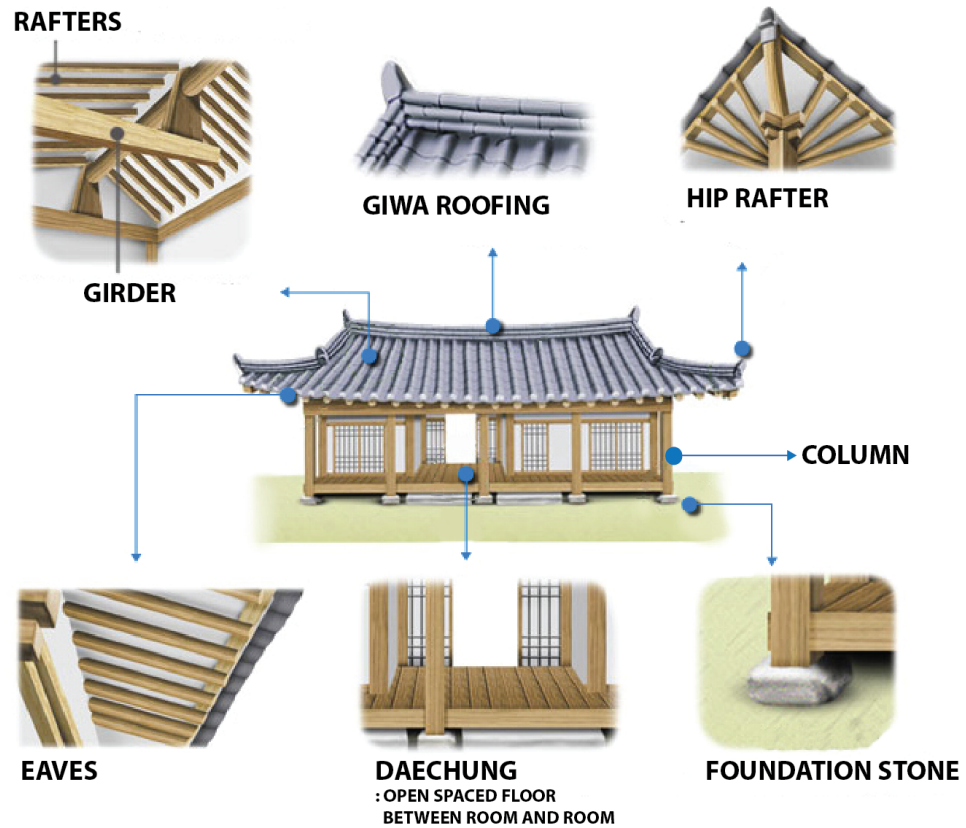 RAFTERS
GIRDER
GIWA ROOFING
HIP RAFTER
COLUMN
EAVES
DAECHUNG
: OPEN SPACED FLOOR
BETWEEN ROOM AND ROOM
FOUNDATION STONE